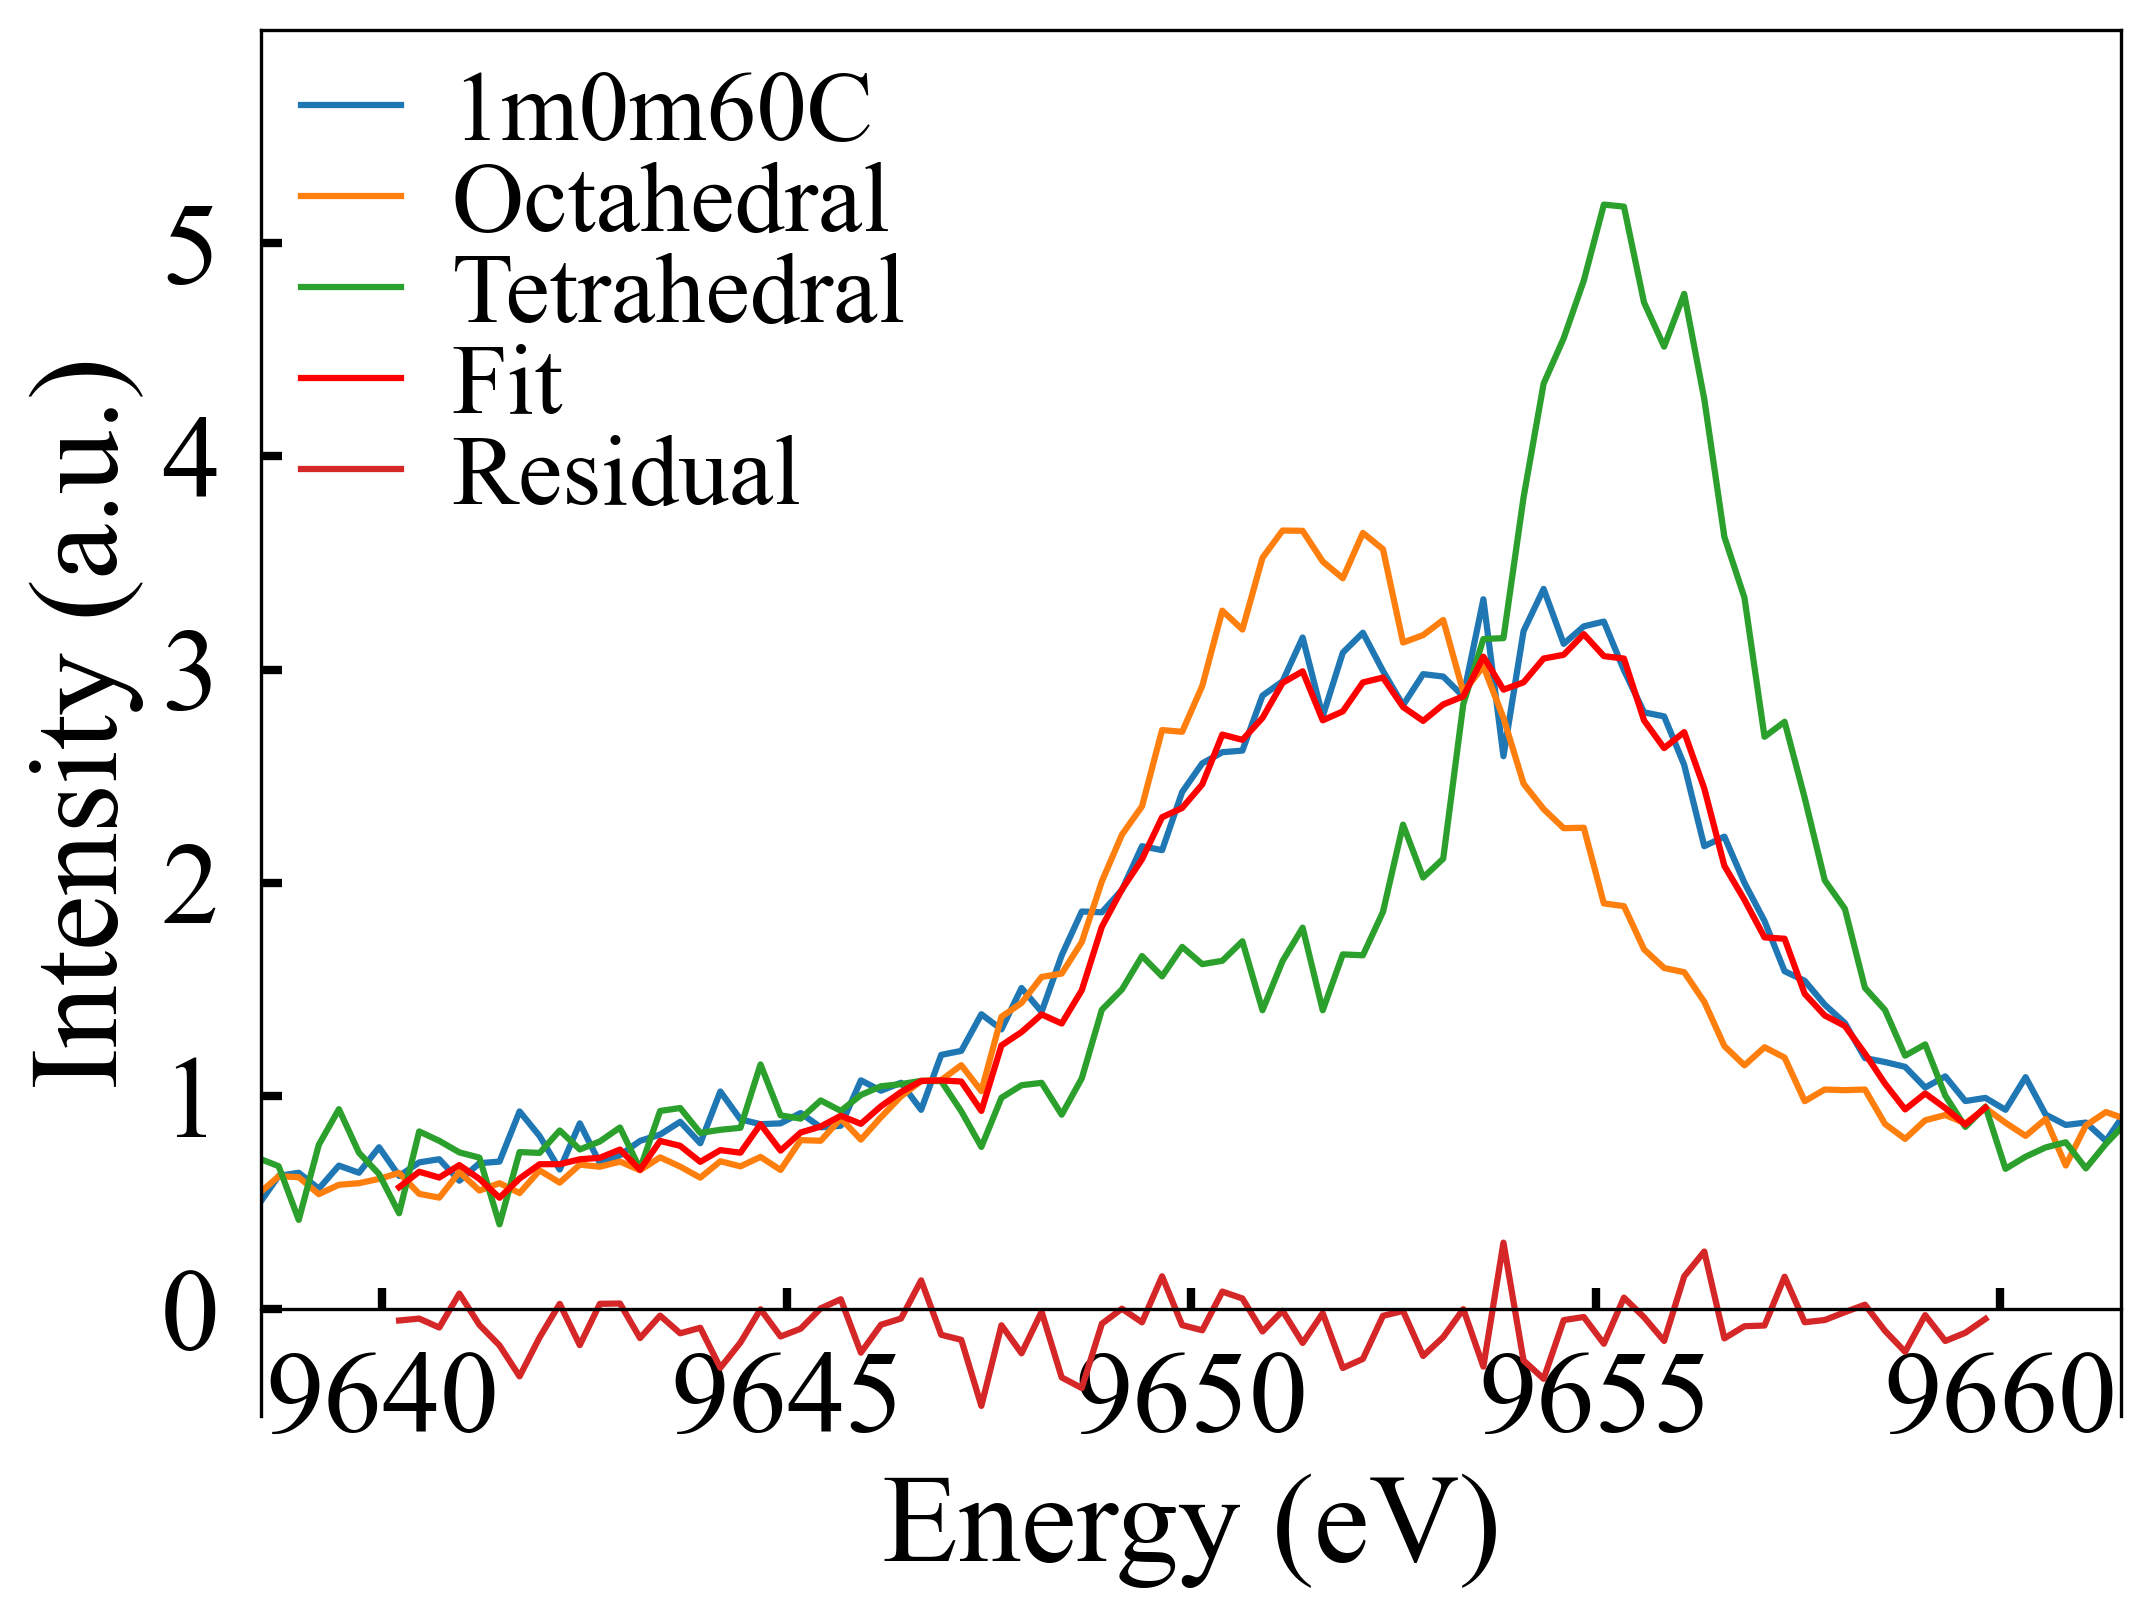 1m0m60C
Octahedral
Tetrahedral
Fit
Residual
5
4
3
2
1
0
Intensity (a.u.)
9640 9645 9650 9655 9660
Energy (eV)